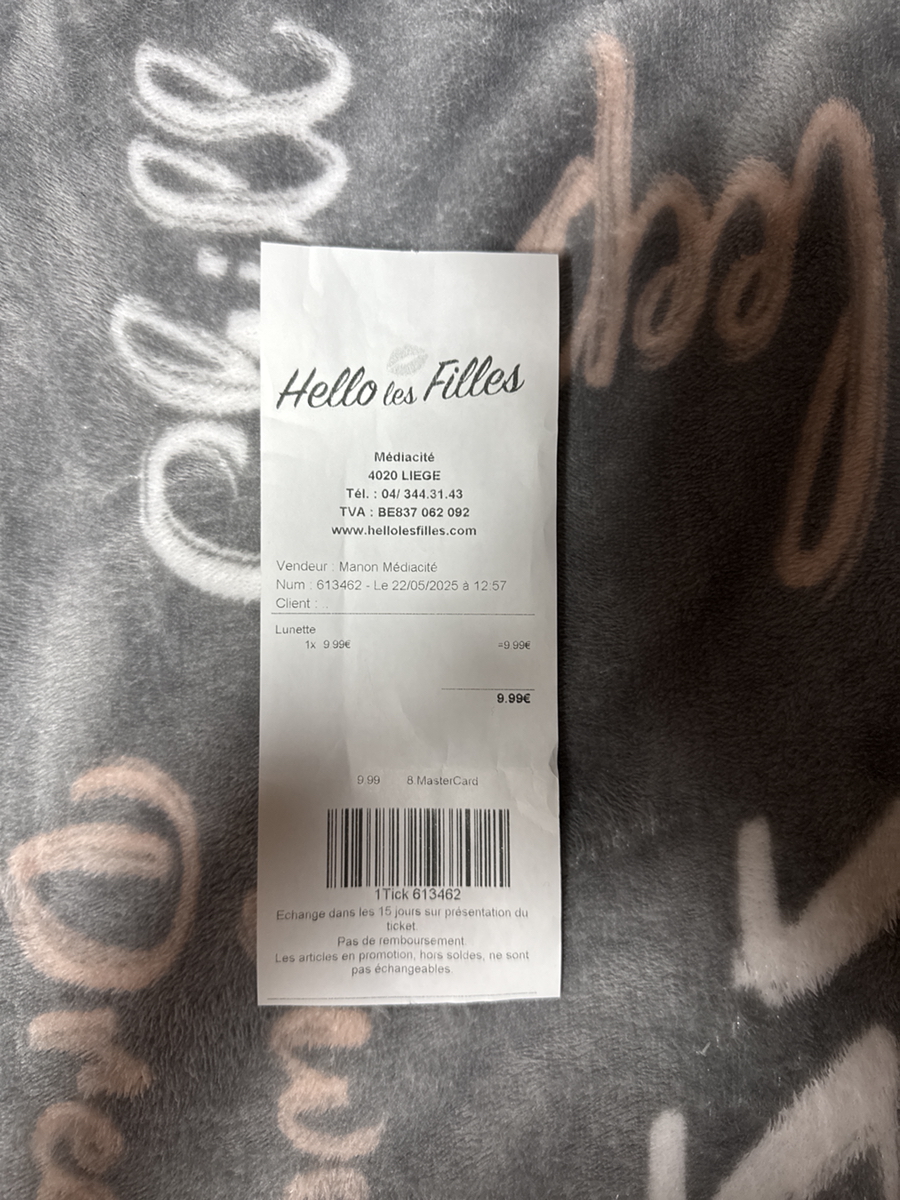 Chill
Hello les Filles
Médiacité
4020 LIEGE
Tél. : 04/ 344.31.43
TVA : BE837 062 092
www.hellolesfilles.com
Vendeur : Manon Médiacité
Num : 613462 - Le 22/05/2025 à 12:57
Client : ..
Lunette
1x 9.99€ =9.99€
9.99€
9.99 8.MasterCard
1Tick 613462
Echange dans les 15 jours sur présentation du
ticket.
Pas de remboursement.
Les articles en promotion, hors soldes, ne sont
pas échangeables.